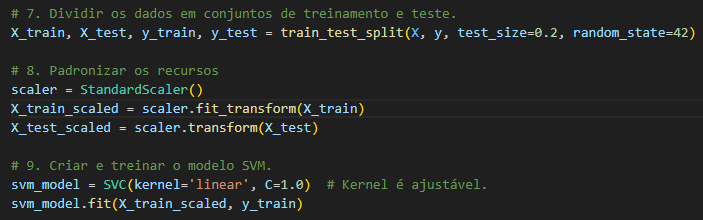 # 7. Dividir os dados em conjuntos de treinamento e teste.
X_train, X_test, y_train, y_test = train_test_split(X, y, test_size=0.2, random_state=42)
# 8. Padronizar os recursos
scaler = StandardScaler()
X_train_scaled = scaler.fit_transform(X_train)
X_test_scaled = scaler.transform(X_test)
# 9. Criar e treinar o modelo SVM.
svm_model = SVC(kernel='linear', C=1.0)  # Kernel é ajustável.
svm_model.fit(X_train_scaled, y_train)